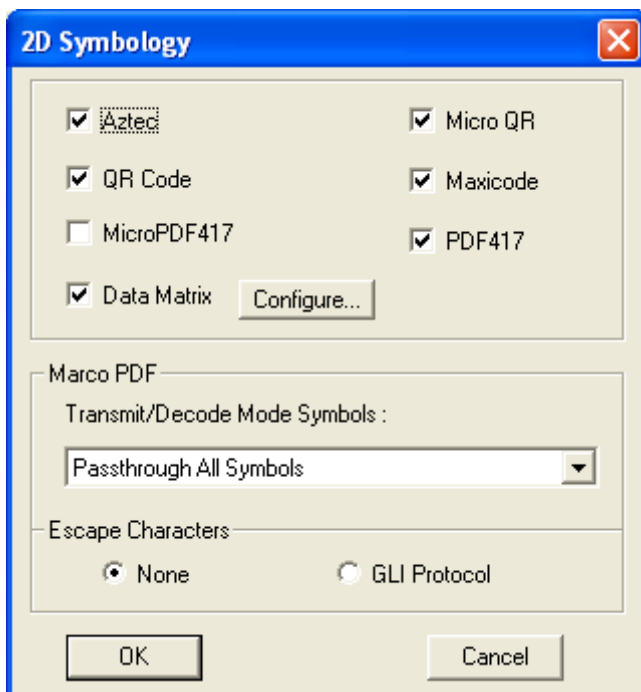 2D Symbology
Aztec
Micro QR
QR Code
Maxicode
MicroPDF417
PDF417
Data Matrix
Configure...
Marco PDF
Transmit/Decode Mode Symbols :
Passthrough All Symbols
Escape Characters
None
GLI Protocol
OK
Cancel